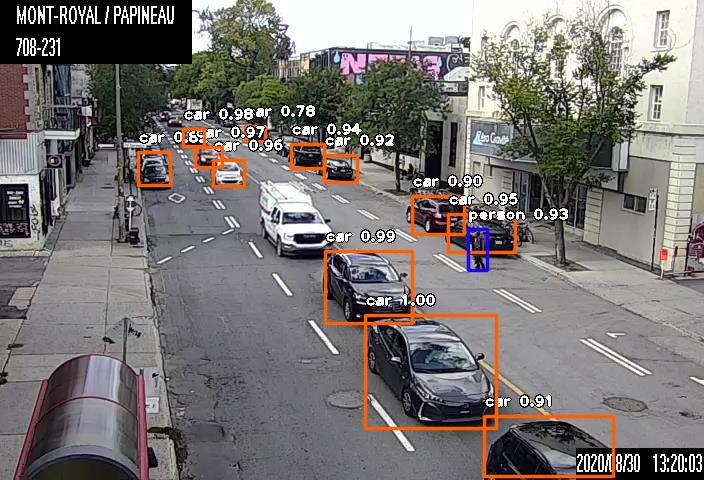 MONT-ROYAL / PAPINEAU
708-231
car 0.98
car 0.78
car 0.97
car 0.94
car 0.92
car 0.96
car 0.90
car 0.95
person 0.93
car 0.99
car 1.00
car 0.91
2020/08/30 13:20:03